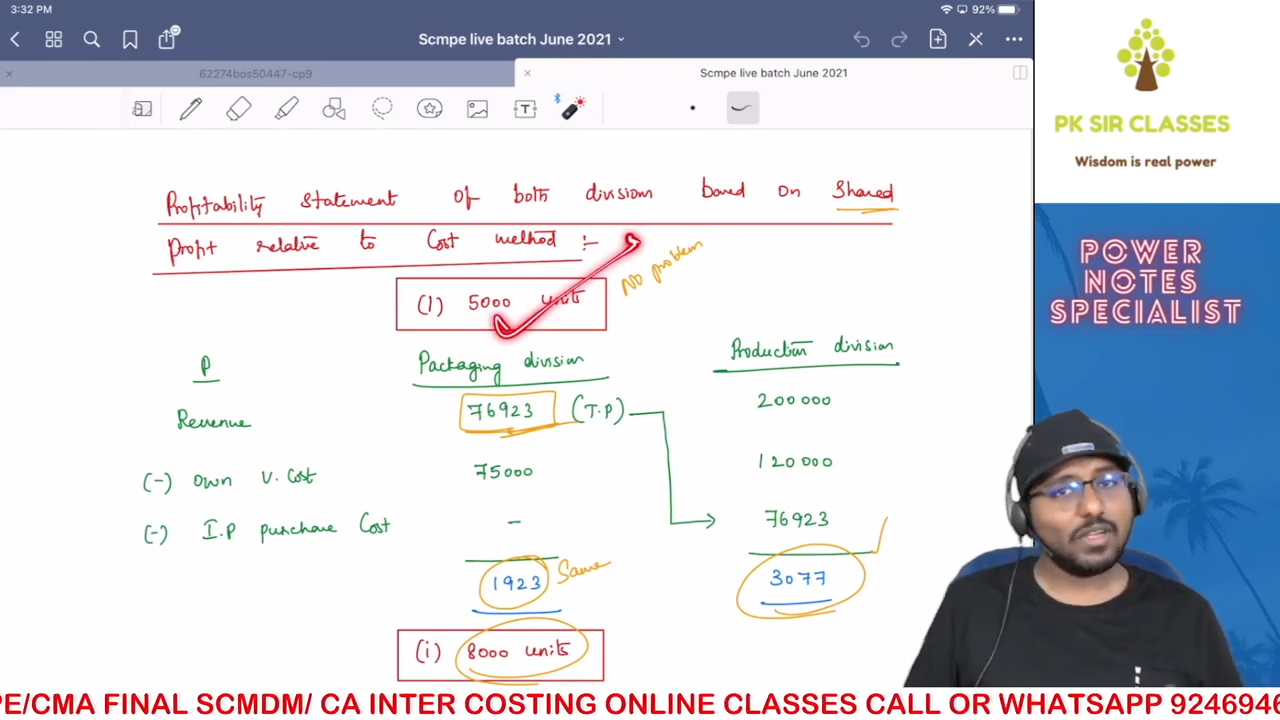 3:32 PM
92%
Scmpe live batch June 2021
62274bos50447-cp9
Scmpe live batch June 2021
PK SIR CLASSES
Wisdom is real power
POWER
NOTES
SPECIALIST
Profitability Statement of both division based on Shared
Profit relative to Cost method :-
No problem
(1) 5000 units
P Packaging division Production division
Revenue 76923 (T.P) 200000
(-) Own V. Cost 75000 120000
(-) I.P purchase Cost - 76923
1923 Same 3077
(i) 8000 units
PE/CMA FINAL SCMDM/ CA INTER COSTING ONLINE CLASSES CALL OR WHATSAPP 924694